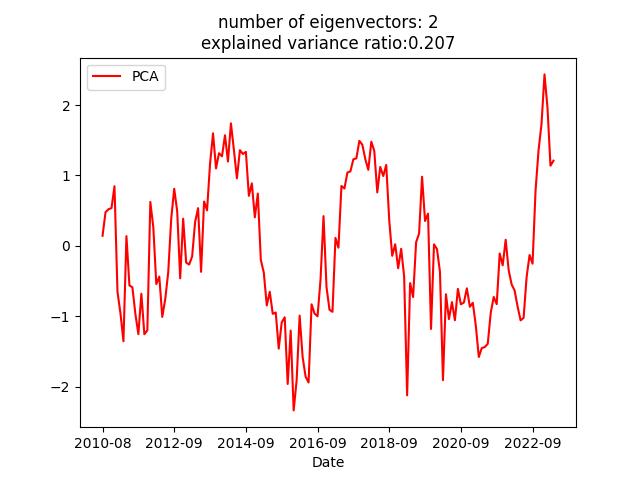 number of eigenvectors: 2
explained variance ratio:0.207
PCA
2
1
0
−1
−2
2010-08 2012-09 2014-09 2016-09 2018-09 2020-09 2022-09
Date